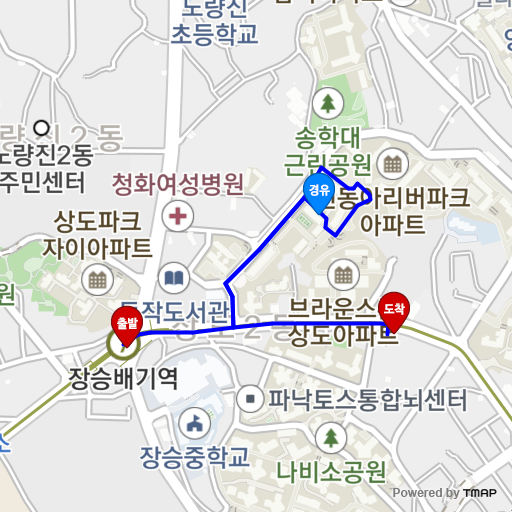 노량진
초등학교
송학대
근린공원
노량진2동
노량진2동
주민센터
청화여성병원
경유
동아리버파크
아파트
상도파크
자이아파트
동작도서관
브라운스
상도아파트
출발
도착
장승배기역
파낙토스통합뇌센터
장승중학교
나비소공원
Powered by TMAP